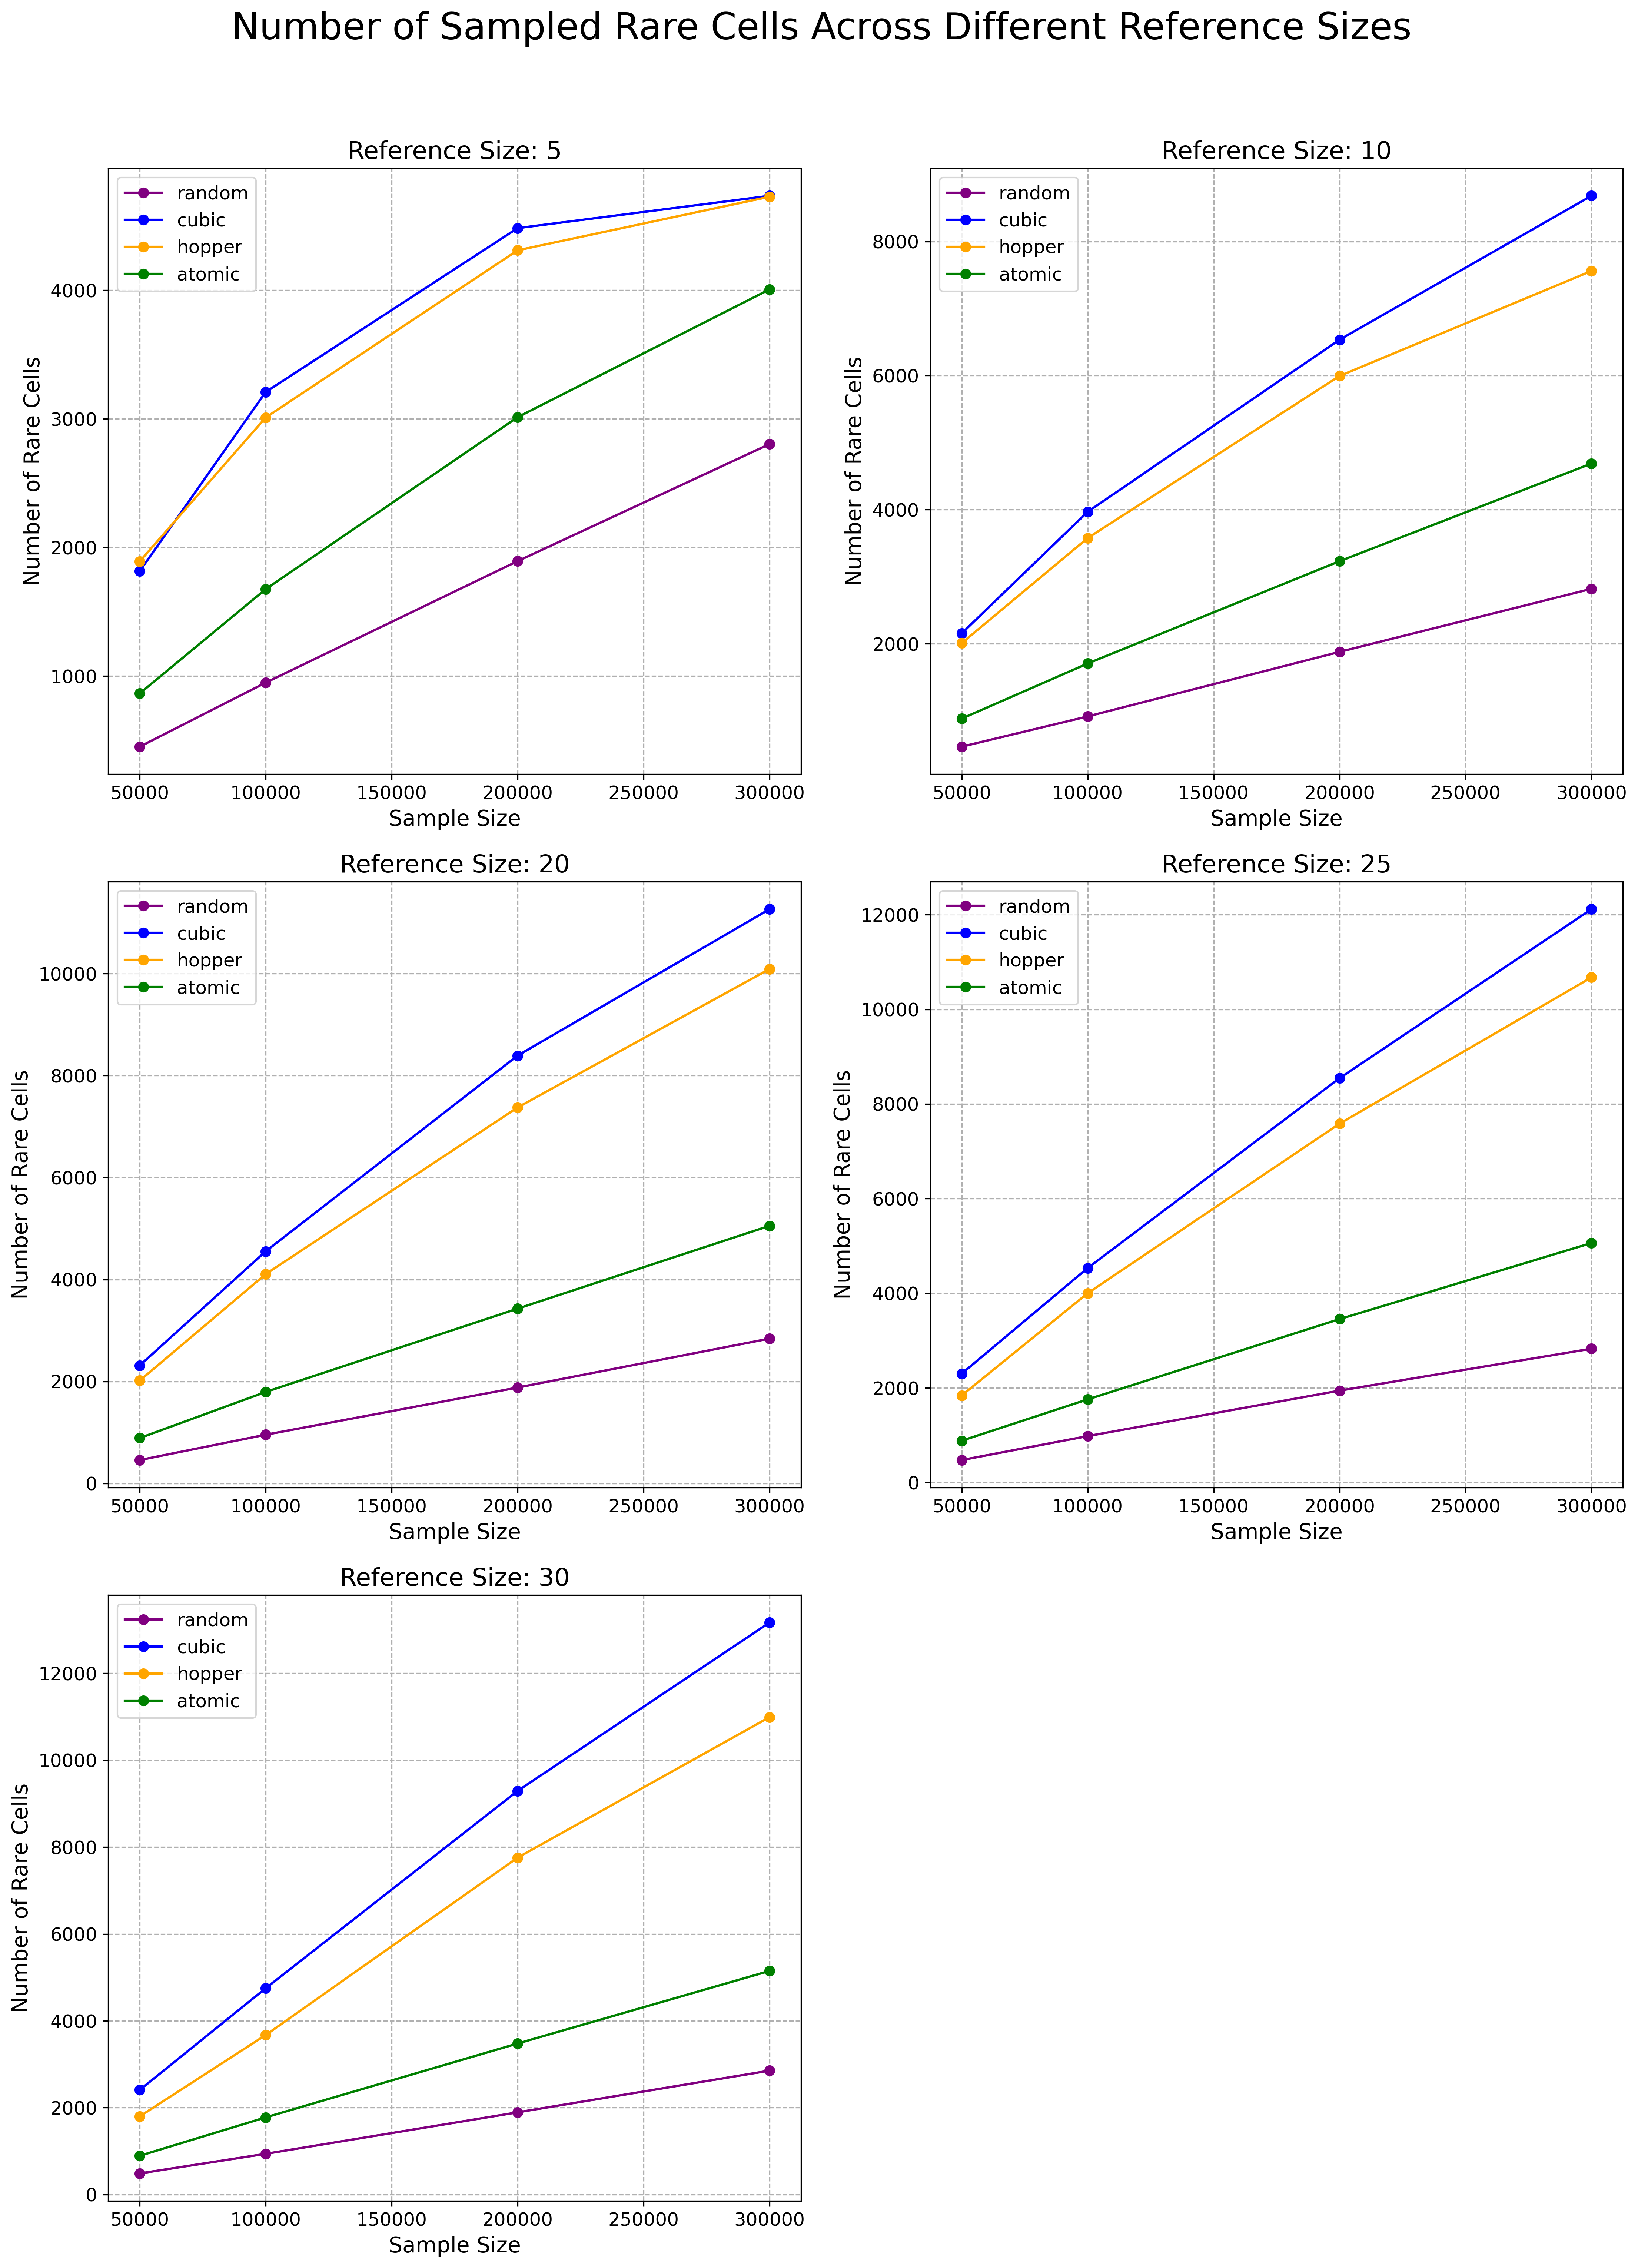 Number of Sampled Rare Cells Across Different Reference Sizes
Reference Size: 5
random
cubic
hopper
atomic
4000
3000
2000
1000
Number of Rare Cells
50000 100000 150000 200000 250000 300000
Sample Size
Reference Size: 10
random
cubic
hopper
atomic
8000
6000
4000
2000
Number of Rare Cells
50000 100000 150000 200000 250000 300000
Sample Size
Reference Size: 20
random
cubic
hopper
atomic
10000
8000
6000
4000
2000
0
Number of Rare Cells
50000 100000 150000 200000 250000 300000
Sample Size
Reference Size: 25
random
cubic
hopper
atomic
12000
10000
8000
6000
4000
2000
0
Number of Rare Cells
50000 100000 150000 200000 250000 300000
Sample Size
Reference Size: 30
random
cubic
hopper
atomic
12000
10000
8000
6000
4000
2000
0
Number of Rare Cells
50000 100000 150000 200000 250000 300000
Sample Size